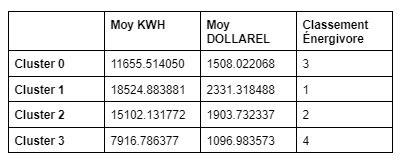 Moy KWH Moy DOLLAREL Classement Énergivore
Cluster 0 11655.514050 1508.022068 3
Cluster 1 18524.883881 2331.318488 1
Cluster 2 15102.131772 1903.732337 2
Cluster 3 7916.786377 1096.983573 4